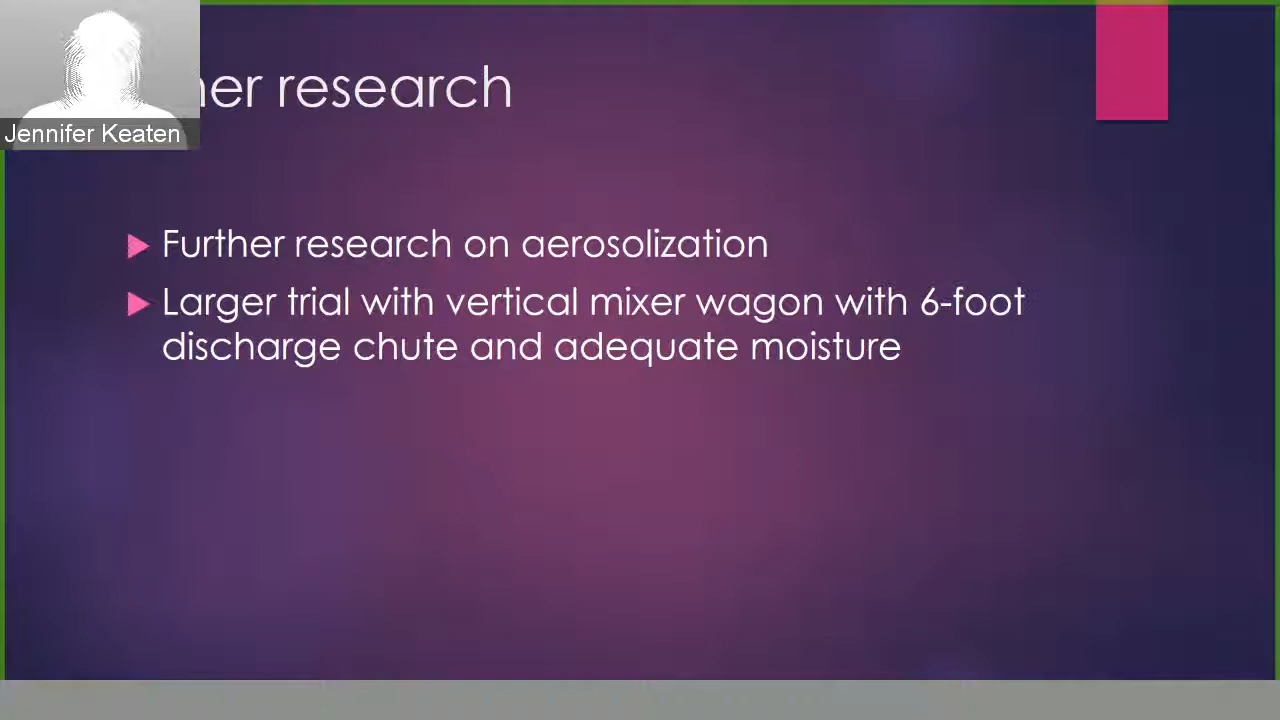 research
Jennifer Keaten
Further research on aerosolization
Larger trial with vertical mixer wagon with 6-foot
discharge chute and adequate moisture